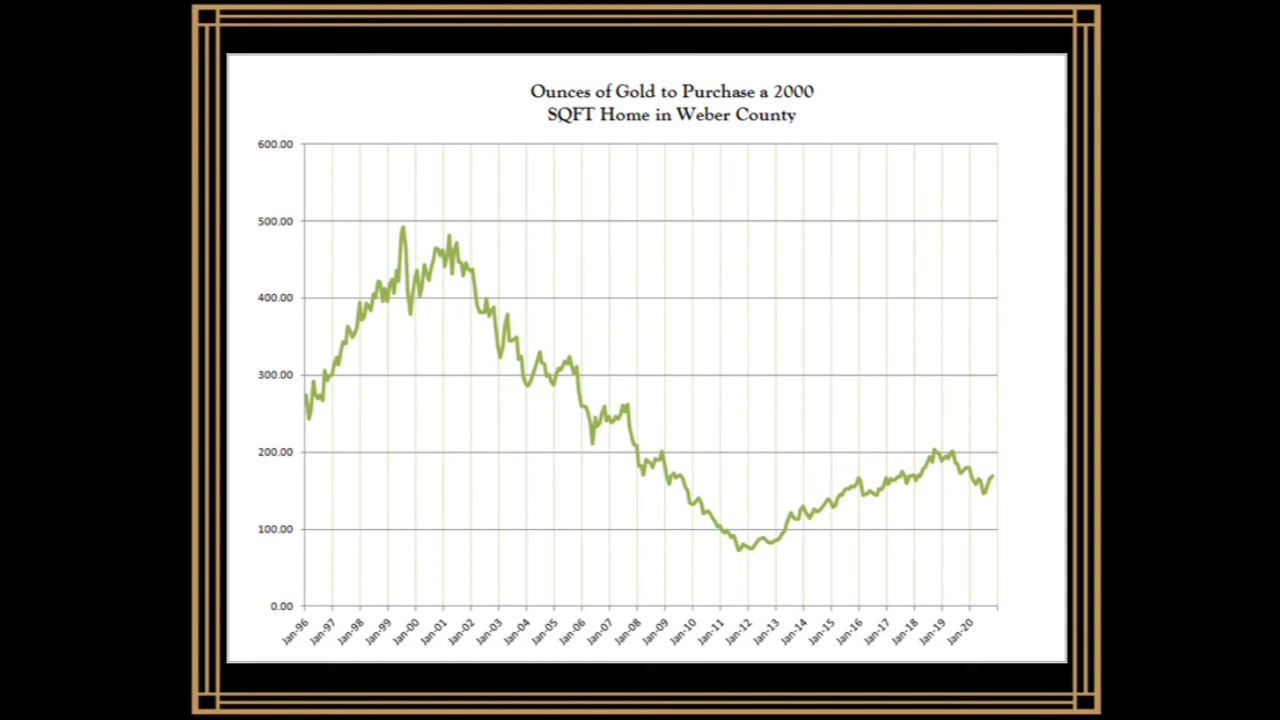 Ounces of Gold to Purchase a 2000
SQFT Home in Weber County
600.00
500.00
400.00
300.00
200.00
100.00
0.00
Jan-96
Jan-97
Jan-98
Jan-99
Jan-00
Jan-01
Jan-02
Jan-03
Jan-04
Jan-05
Jan-06
Jan-07
Jan-08
Jan-09
Jan-10
Jan-11
Jan-12
Jan-13
Jan-14
Jan-15
Jan-16
Jan-17
Jan-18
Jan-19
Jan-20